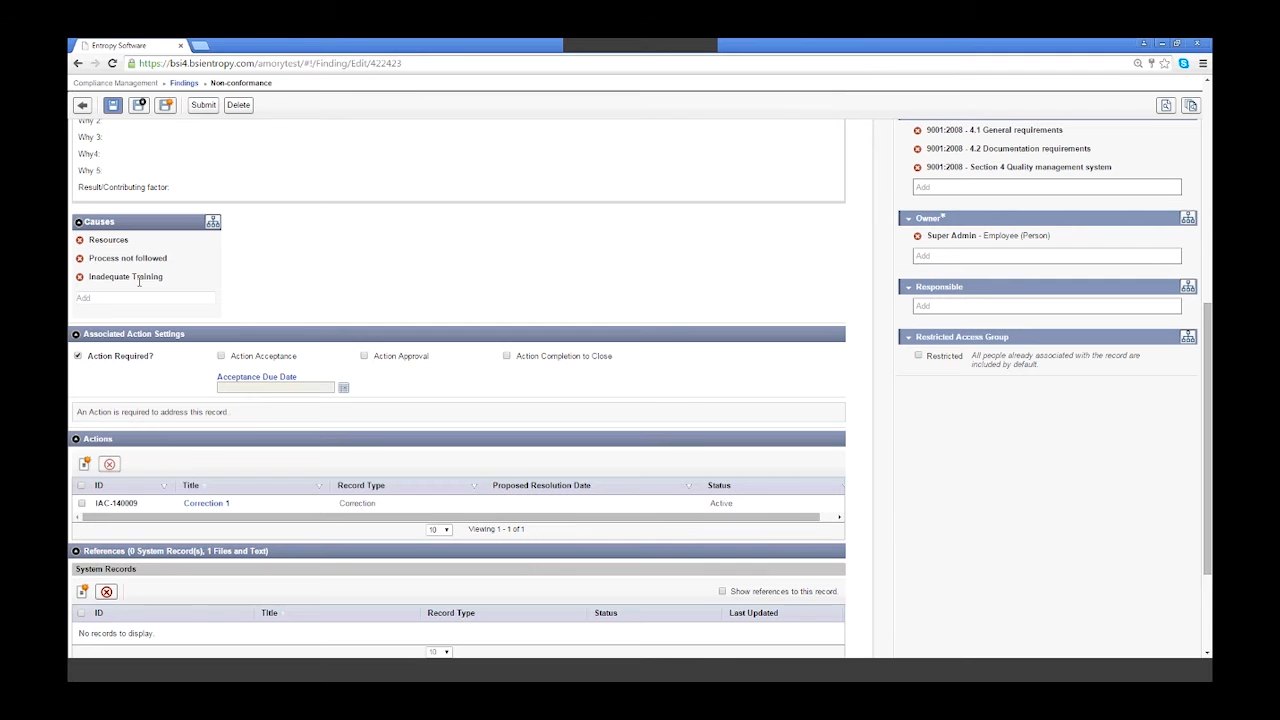 Entropy Software
https://bsi4.bsientropy.com/amorytest/#!/Finding/Edit/422423
Compliance Management Findings Non-conformance
Submit Delete
Why 2:
Why 3:
Why4:
Why 5:
Result/Contributing factor:
Causes
Resources
Process not followed
Inadequate Training
Add
Associated Action Settings
Action Required? Action Acceptance Action Approval Action Completion to Close
Acceptance Due Date
An Action is required to address this record.
Actions
ID Title Record Type Proposed Resolution Date Status
IAC-140009 Correction 1 Correction Active
10 Viewing 1 - 1 of 1
References (0 System Record(s), 1 Files and Text)
System Records
Show references to this record.
ID Title Record Type Status Last Updated
No records to display.
10
9001:2008 - 4.1 General requirements
9001:2008 - 4.2 Documentation requirements
9001:2008 - Section 4 Quality management system
Add
Owner*
Super Admin - Employee (Person)
Add
Responsible
Add
Restricted Access Group
Restricted All people already associated with the record are
included by default.